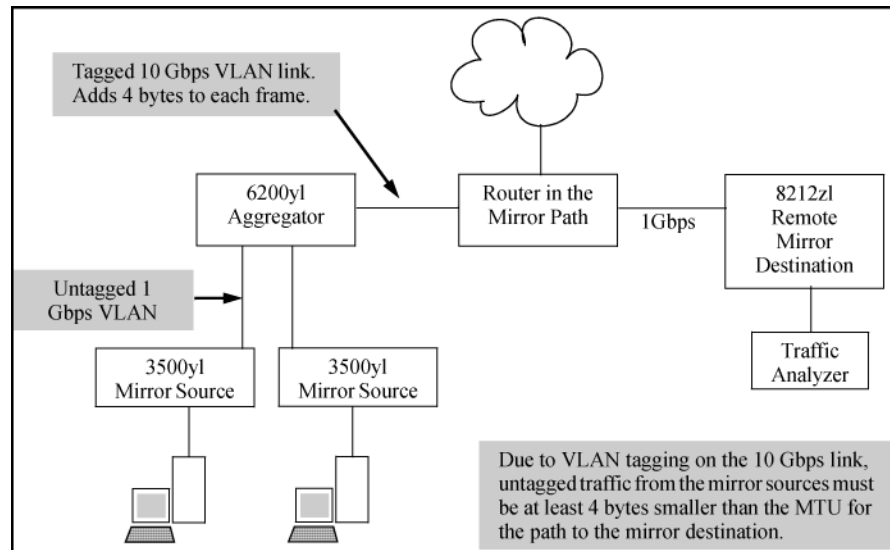 Tagged 10 Gbps VLAN link.
Adds 4 bytes to each frame.
6200yl
Aggregator
Router in the
Mirror Path
1Gbps
8212zl
Remote
Mirror
Destination
Untagged 1
Gbps VLAN
3500yl
Mirror Source
3500yl
Mirror Source
Traffic
Analyzer
Due to VLAN tagging on the 10 Gbps link,
untagged traffic from the mirror sources must
be at least 4 bytes smaller than the MTU for
the path to the mirror destination.